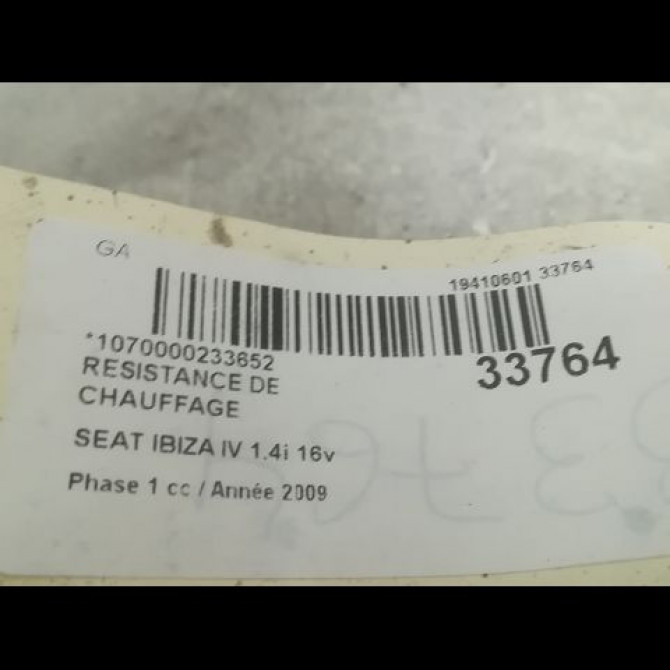 GA
19410601 33764
*1070000233652
33764
RESISTANCE DE
CHAUFFAGE
SEAT IBIZA IV 1.4i 16v
Phase 1 cc / Année 2009